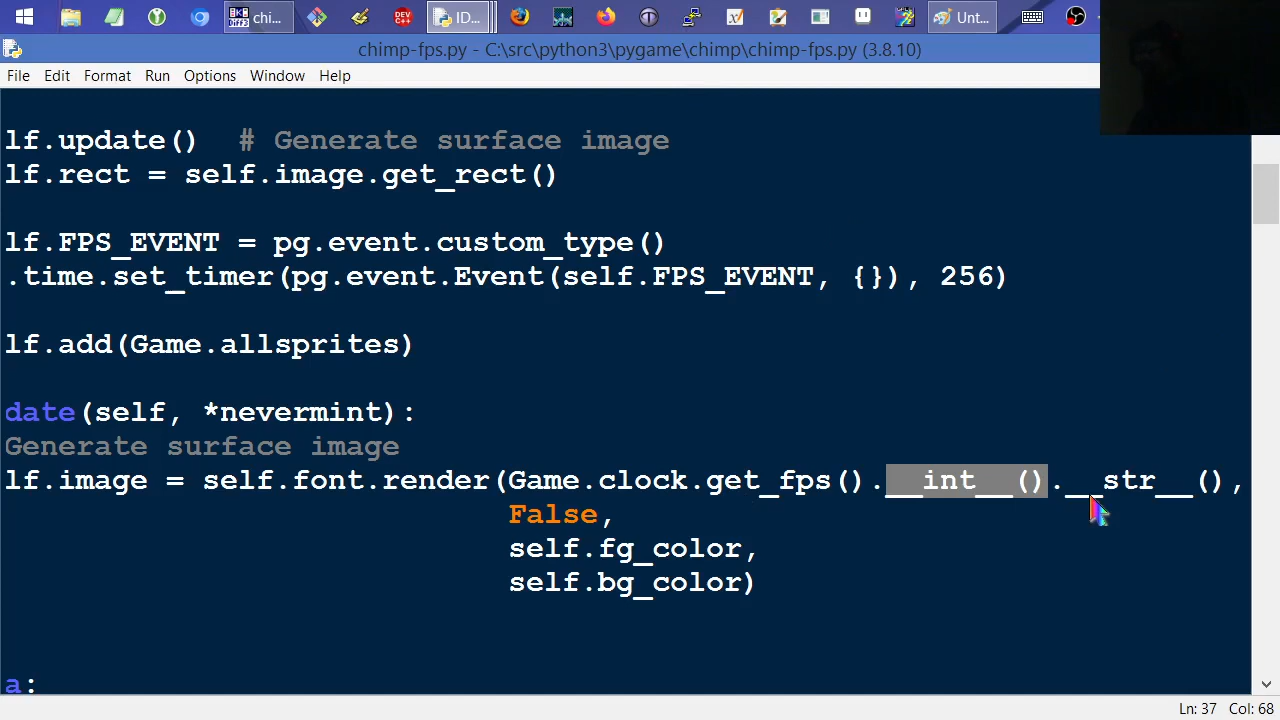 chi...
ID...
Unt...
chimp-fps.py - C:\src\python3\pygame\chimp\chimp-fps.py (3.8.10)
File Edit Format Run Options Window Help
lf.update()  # Generate surface image
lf.rect = self.image.get_rect()
lf.FPS_EVENT = pg.event.custom_type()
.time.set_timer(pg.event.Event(self.FPS_EVENT, {}), 256)
lf.add(Game.allsprites)
date(self, *nevermint):
Generate surface image
lf.image = self.font.render(Game.clock.get_fps().__int__().__str__(),
False,
self.fg_color,
self.bg_color)
a:
Ln: 37 Col: 68